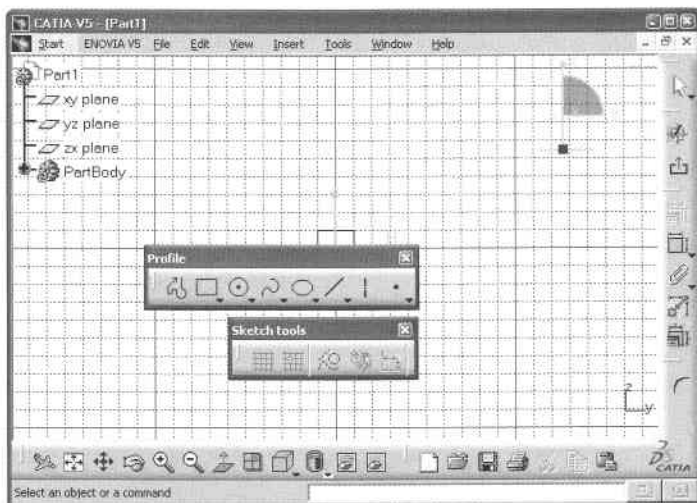 CATIA V5 - [Part1]
Start ENOVIA V5 File Edit View Insert Tools Window Help
Part1
xy plane
yz plane
zx plane
PartBody
Profile
Sketch tools
z
y
CATIA
Select an object or a command